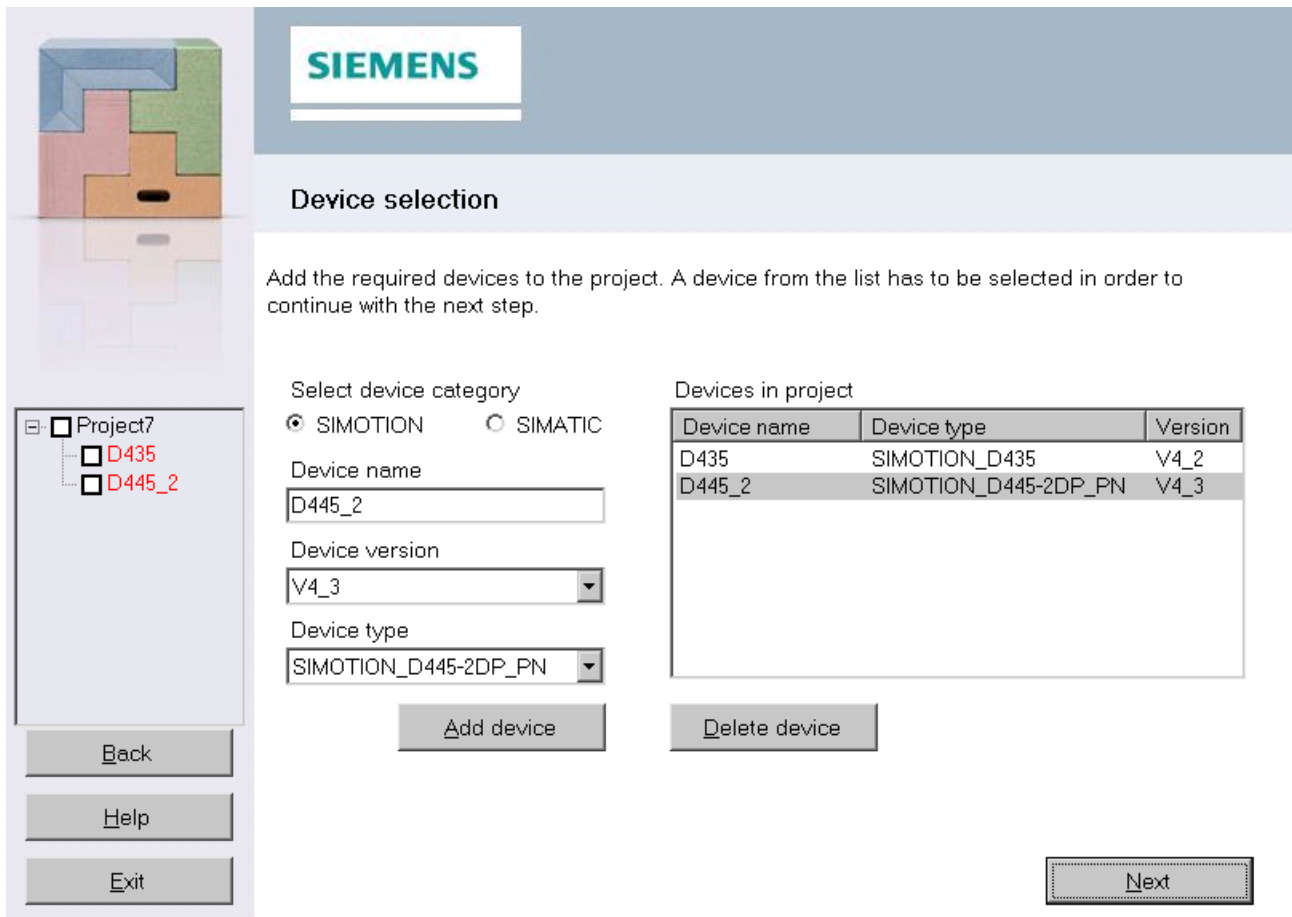 SIEMENS
Device selection
Add the required devices to the project. A device from the list has to be selected in order to
continue with the next step.
Select device category
SIMOTION SIMATIC
Device name
D445_2
Device version
V4_3
Device type
SIMOTION_D445-2DP_PN
Add device
Devices in project
Device name Device type Version
D435 SIMOTION_D435 V4_2
D445_2 SIMOTION_D445-2DP_PN V4_3
Delete device
Project7
D435
D445_2
Back
Help
Exit
Next